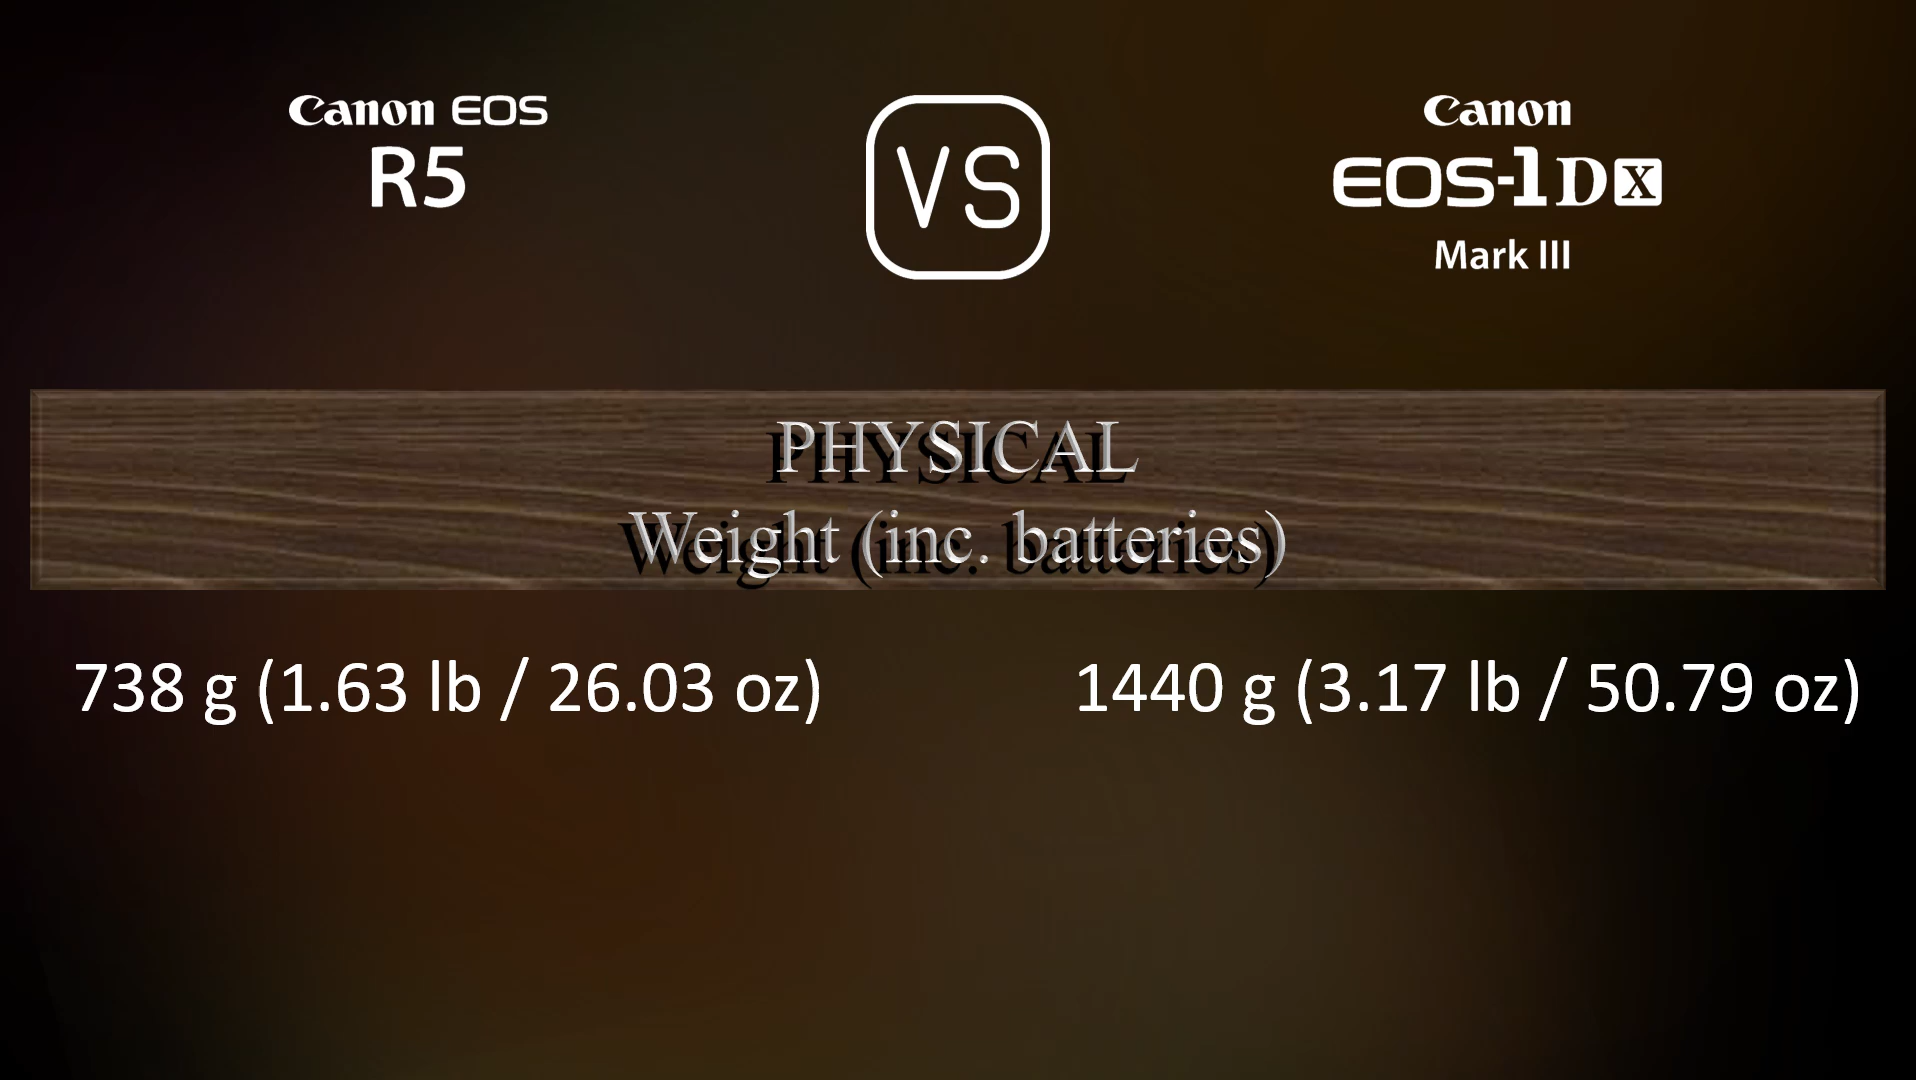 Canon EOS
R5
VS
Canon
EOS-1D X
Mark III
PHYSICAL
Weight (inc. batteries)
738 g (1.63 lb / 26.03 oz)
1440 g (3.17 lb / 50.79 oz)